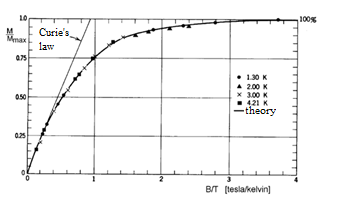 M
Mmax
1.0
Curie's
law
100%
0.75
0.50
0.25
0
• 1.30 K
▲ 2.00 K
× 3.00 K
■ 4.21 K
theory
0 1 2 3 4
B/T [tesla/kelvin]